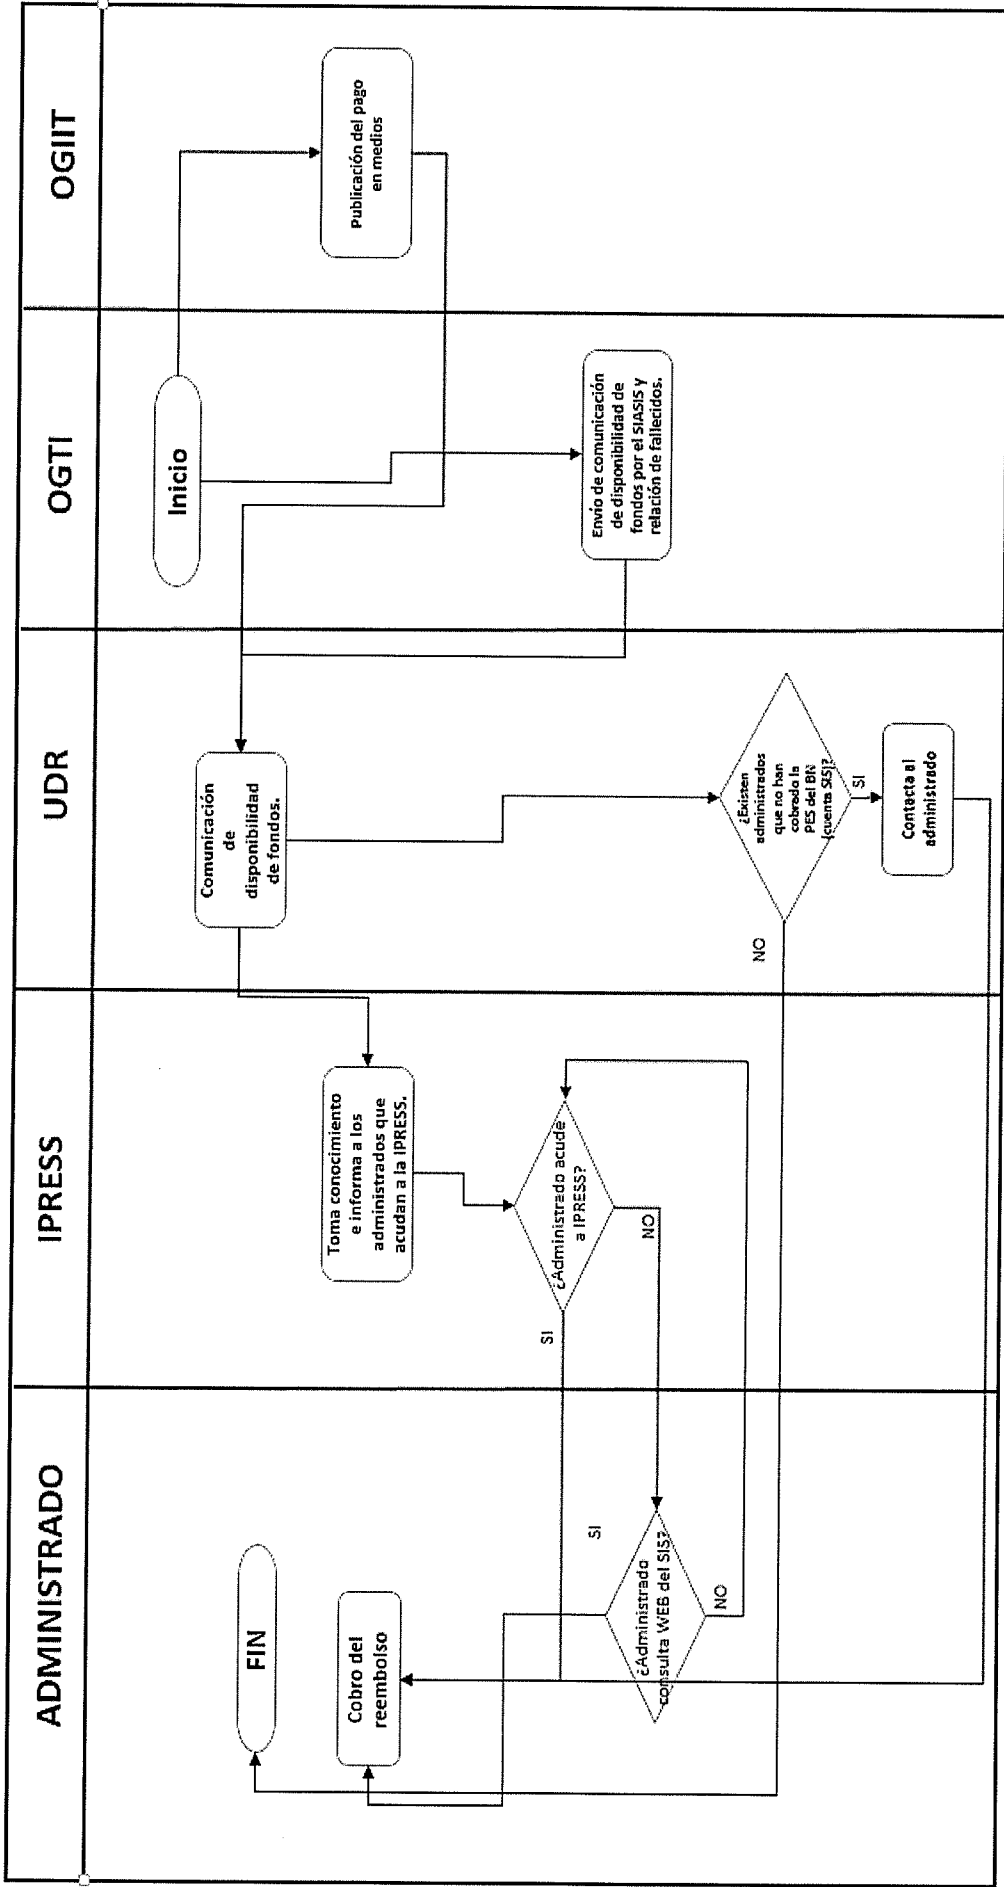 ADMINISTRADO
IPRESS
UDR
OGTI
OGIIT
Inicio
Publicación del pago
en medios
Envío de comunicación
de disponibilidad de
fondos por el SIASIS y
relación de fallecidos.
Comunicación
de
disponibilidad
de fondos.
Toma conocimiento
e informa a los
administrados que
acudan a la IPRESS.
¿Administrado acude
a IPRESS?
SI
NO
¿Administrado
consulta WEB del SIS?
SI
NO
¿Existen
administrados
que no han
cobrado la
PES del BN
(cuenta SIS)?
SI
NO
Contacta al
administrado
Cobro del
reembolso
FIN